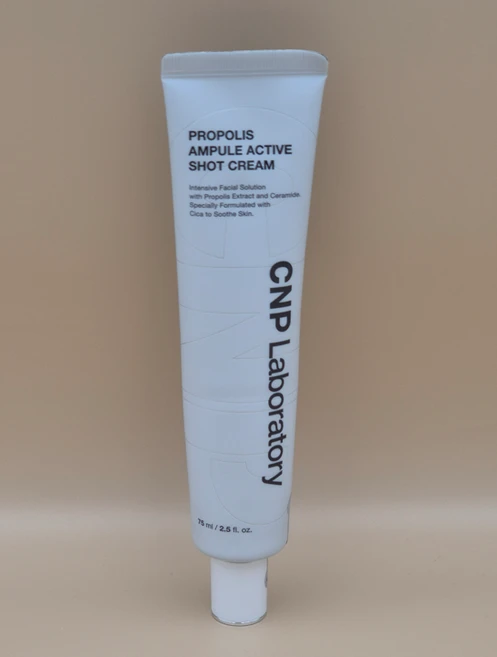 PROPOLIS
AMPULE ACTIVE
SHOT CREAM
Intensive Facial Solution
with Propolis Extract and Ceramide.
Specially Formulated with
Cica to Soothe Skin.
CNP Laboratory
75 ml / 2.5 fl. oz.